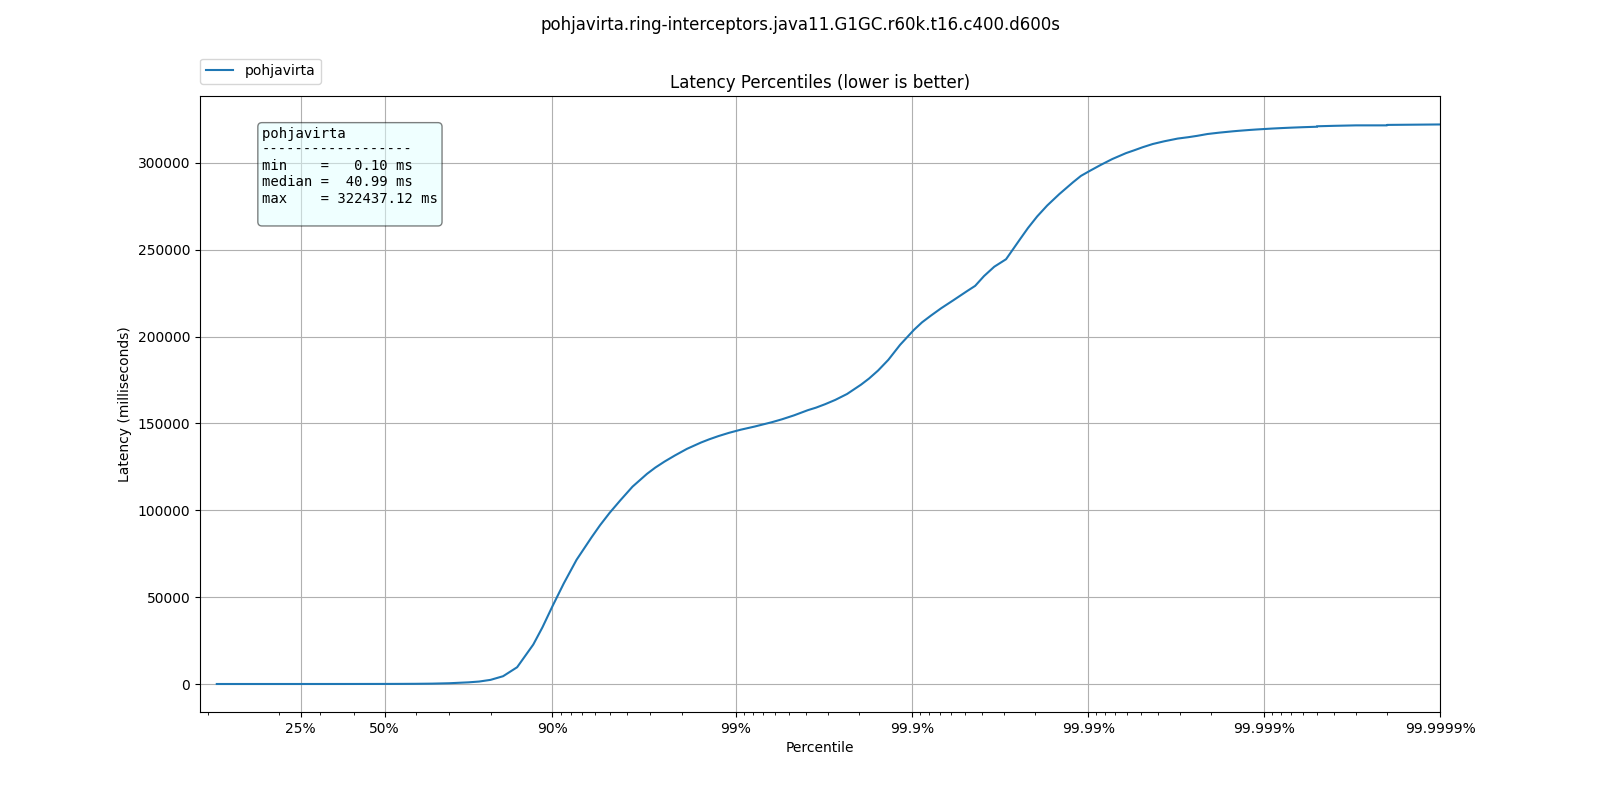 pohjavirta.ring-interceptors.java11.G1GC.r60k.t16.c400.d600s
pohjavirta
Latency Percentiles (lower is better)
pohjavirta
------------------
min    =   0.10 ms
median =  40.99 ms
max    = 322437.12 ms
300000
250000
200000
150000
100000
50000
0
Latency (milliseconds)
25% 50% 90% 99% 99.9% 99.99% 99.999% 99.9999%
Percentile